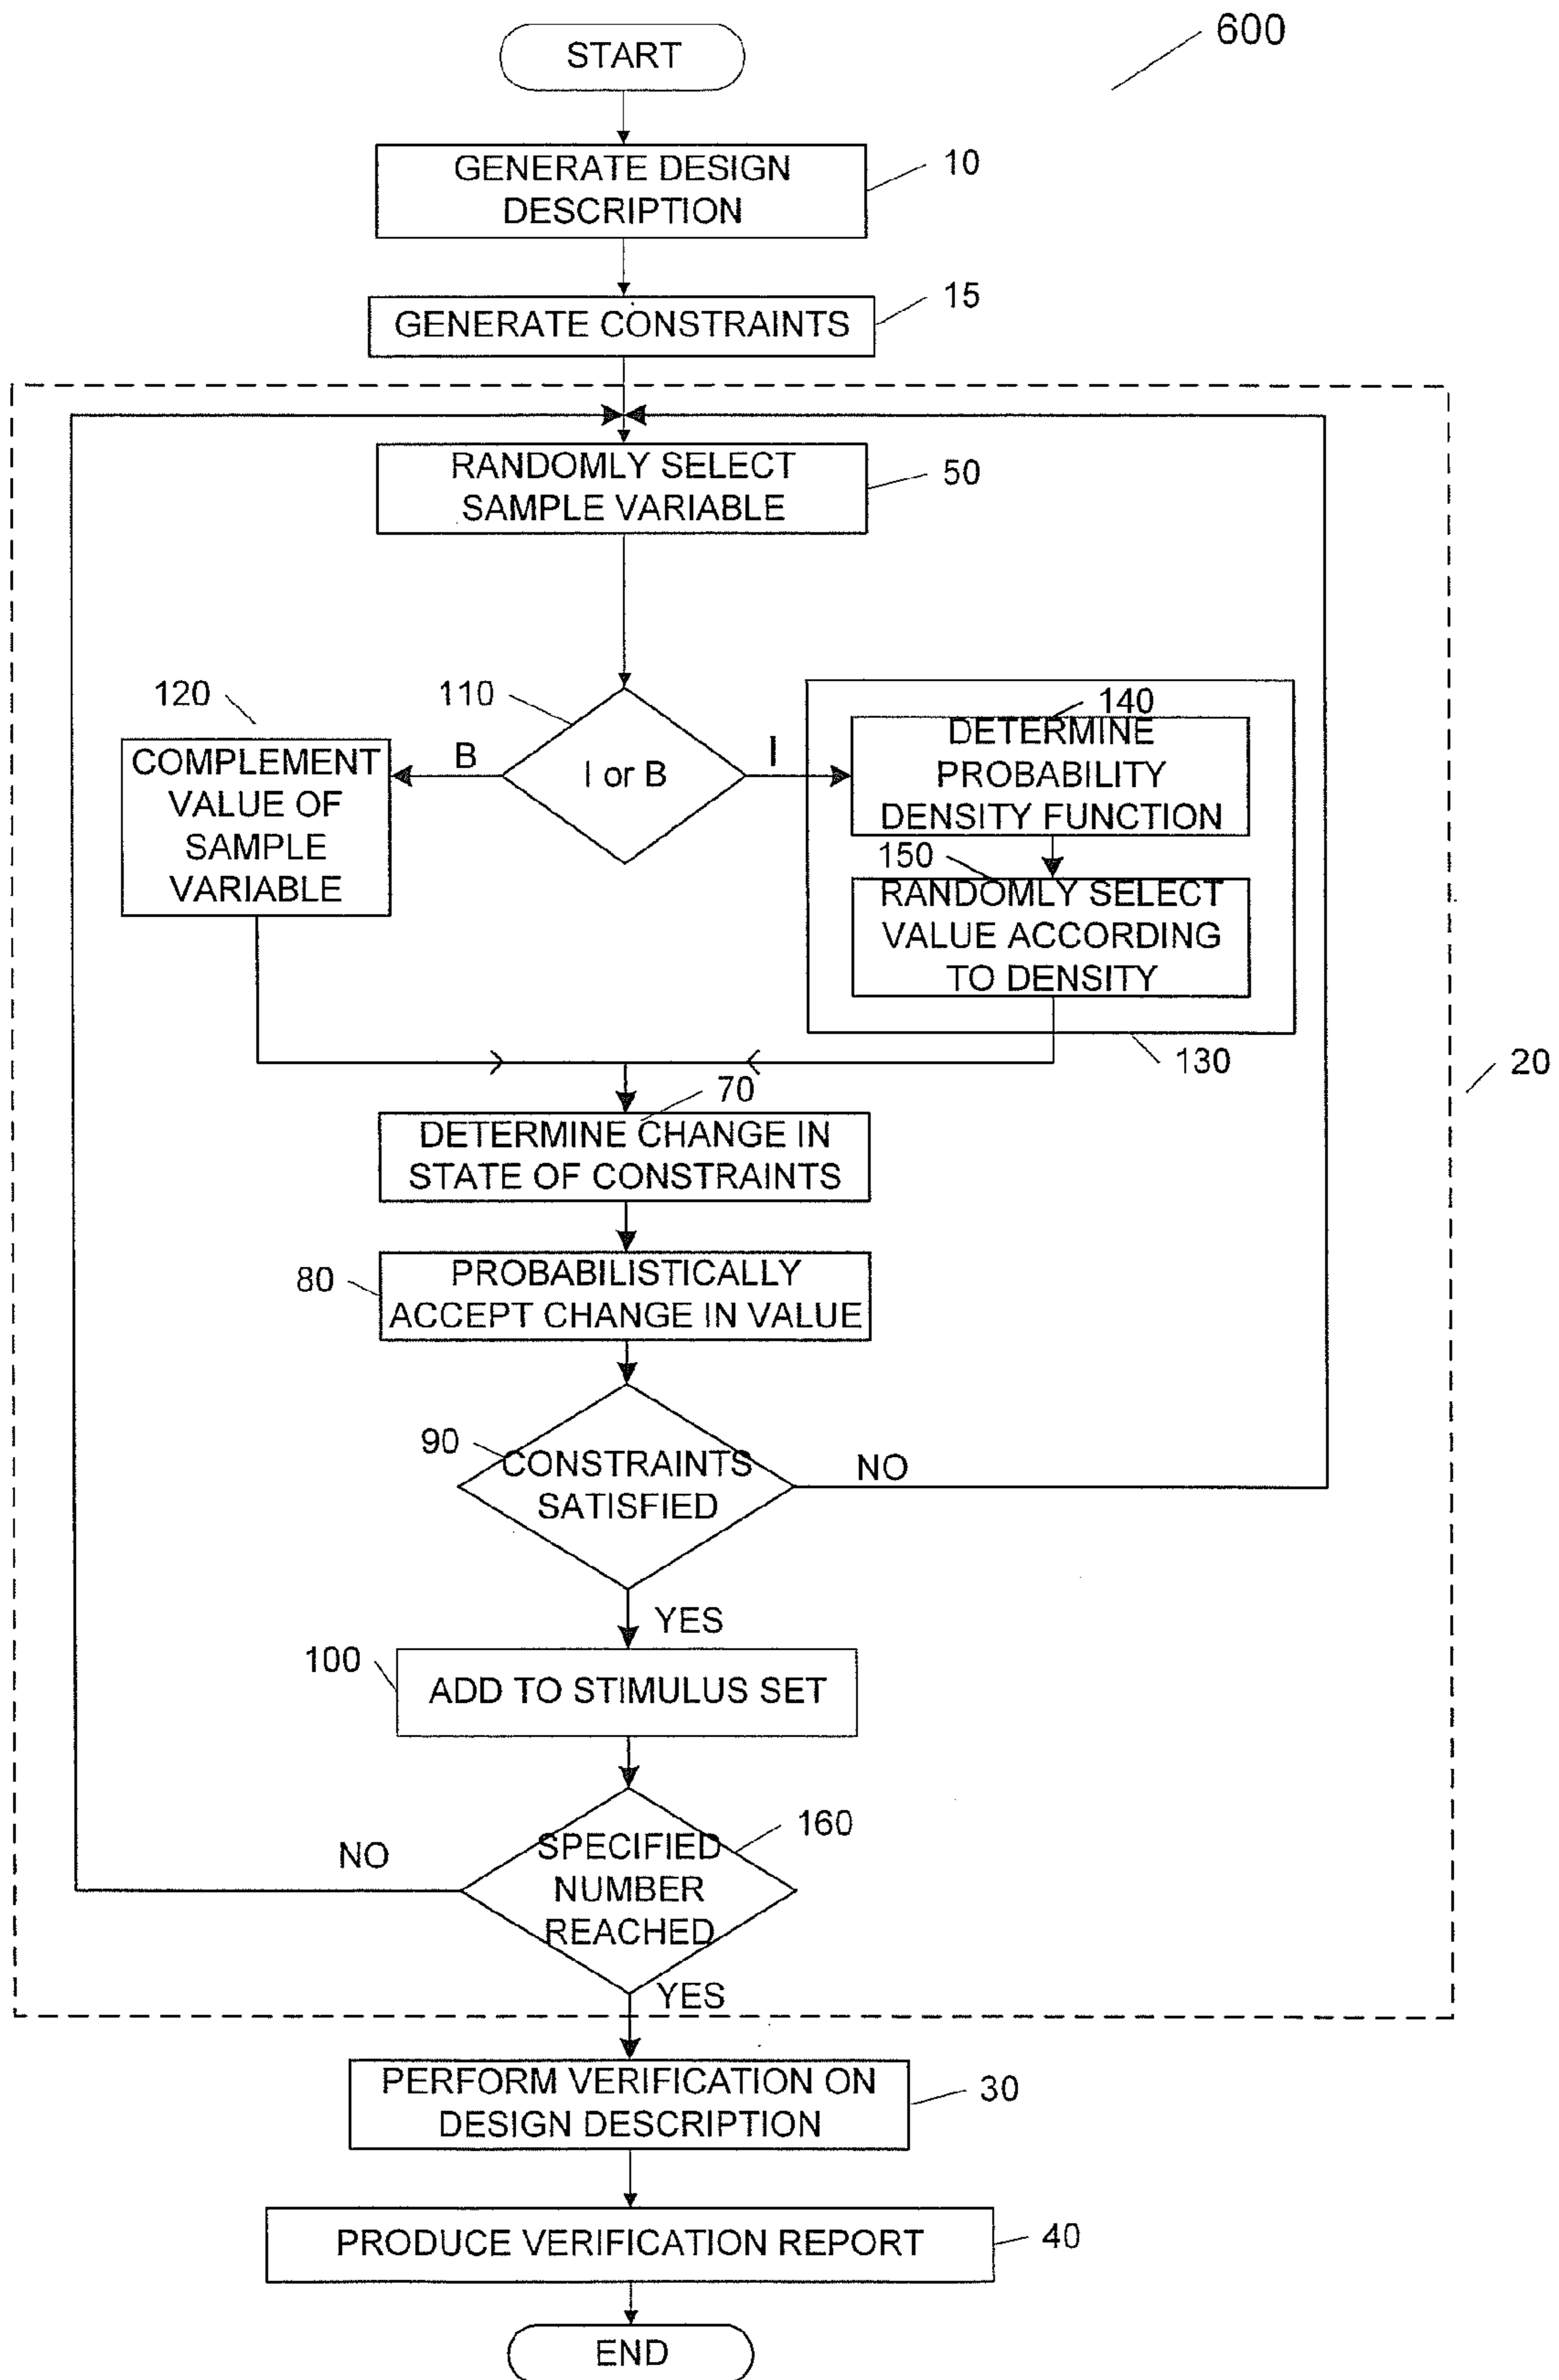 600
START
GENERATE DESIGN
DESCRIPTION
10
GENERATE CONSTRAINTS
15
RANDOMLY SELECT
SAMPLE VARIABLE
50
120
COMPLEMENT
VALUE OF
SAMPLE
VARIABLE
B
110
I or B
I
140
DETERMINE
PROBABILITY
DENSITY FUNCTION
150
RANDOMLY SELECT
VALUE ACCORDING
TO DENSITY
130
20
70
DETERMINE CHANGE IN
STATE OF CONSTRAINTS
80
PROBABILISTICALLY
ACCEPT CHANGE IN VALUE
90
CONSTRAINTS
SATISFIED
NO
YES
100
ADD TO STIMULUS SET
160
SPECIFIED
NUMBER
REACHED
NO
YES
PERFORM VERIFICATION ON
DESIGN DESCRIPTION
30
PRODUCE VERIFICATION REPORT
40
END